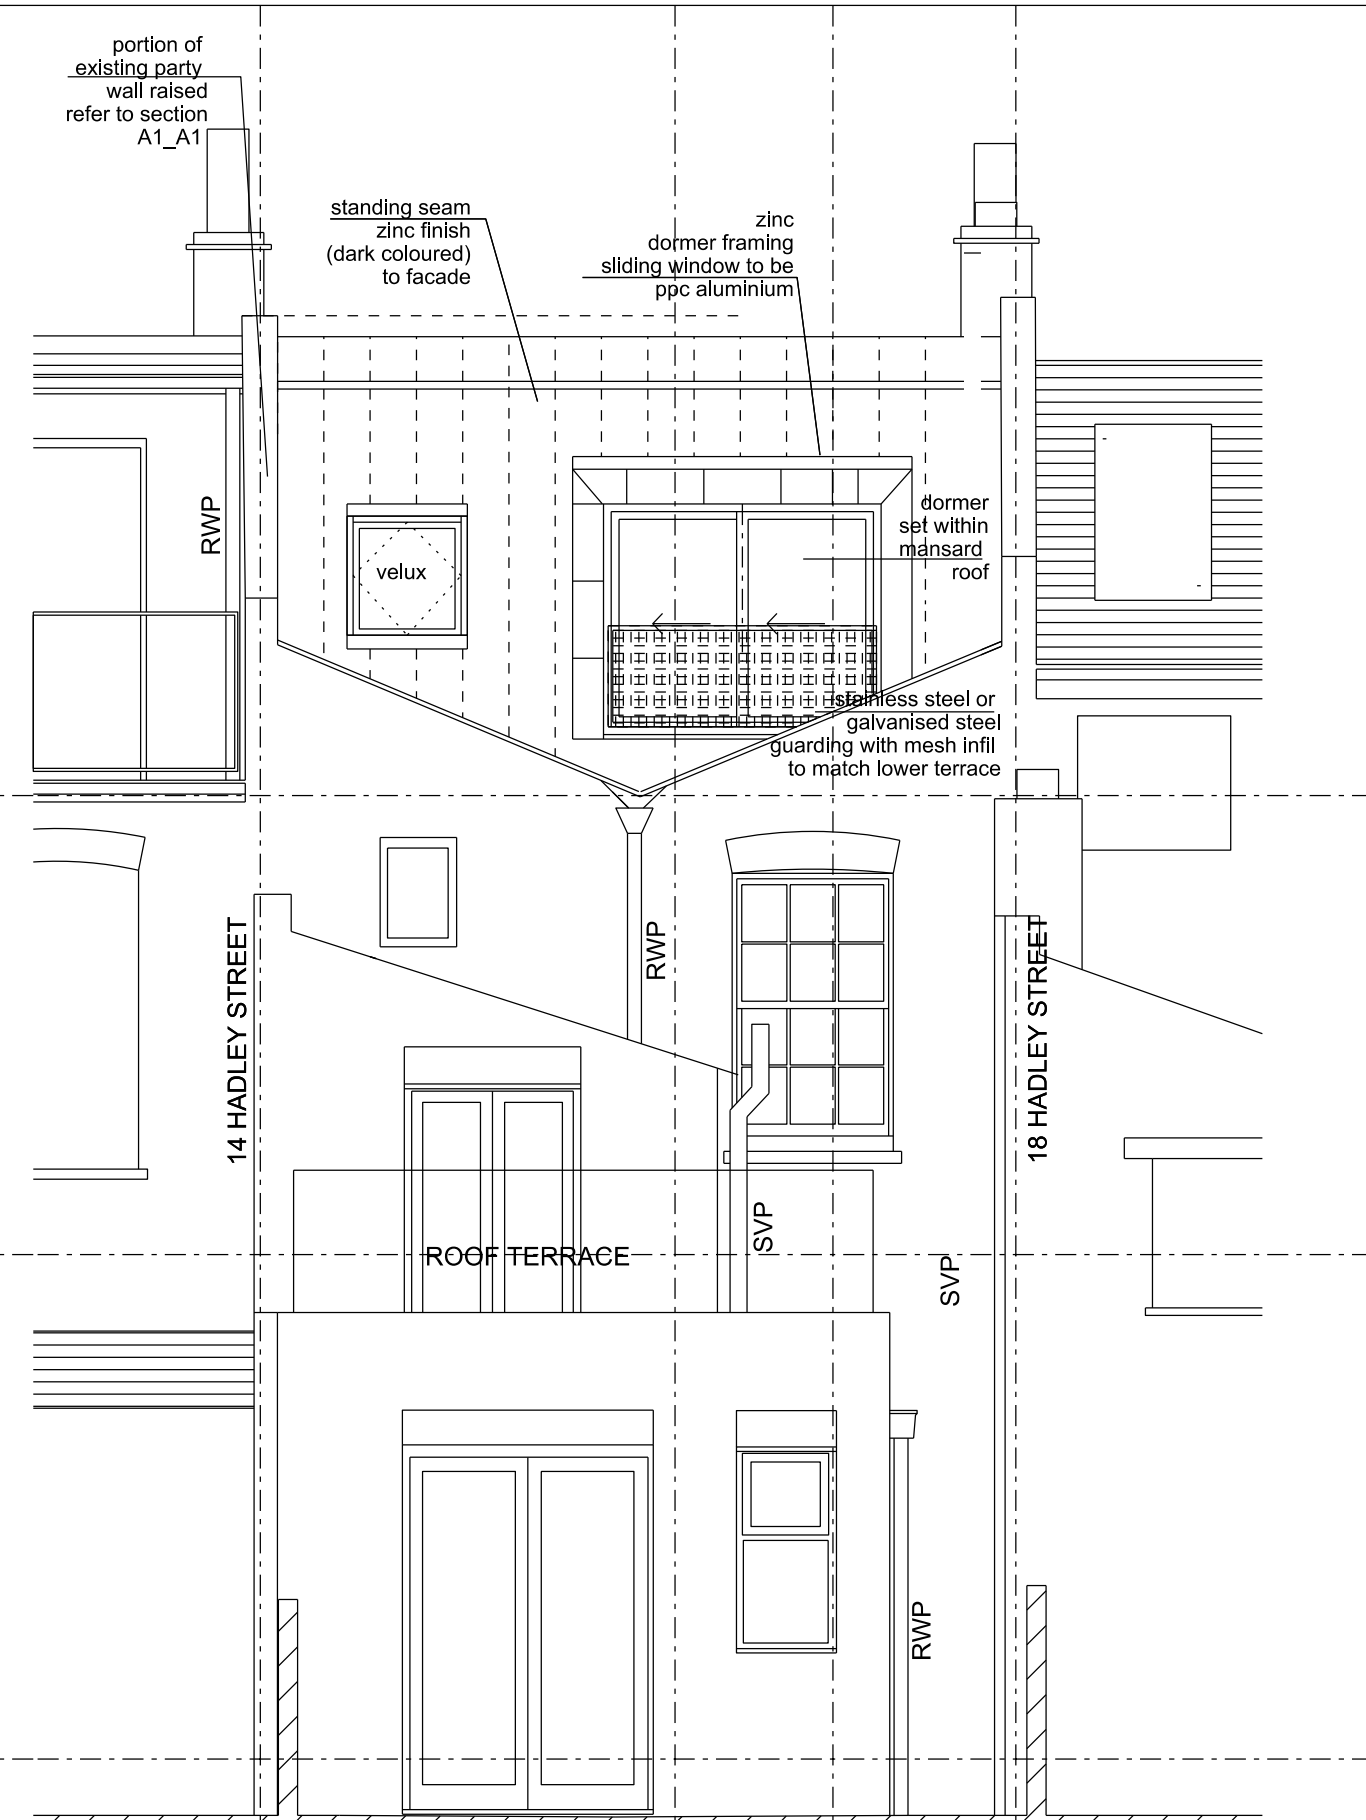 portion of
existing party
wall raised
refer to section
A1_A1
standing seam
zinc finish
(dark coloured)
to facade
zinc
dormer framing
sliding window to be
ppc aluminium
RWP
velux
dormer
set within
mansard
roof
stainless steel or
galvanised steel
guarding with mesh infil
to match lower terrace
14 HADLEY STREET
RWP
18 HADLEY STREET
ROOF TERRACE
SVP
SVP
RWP